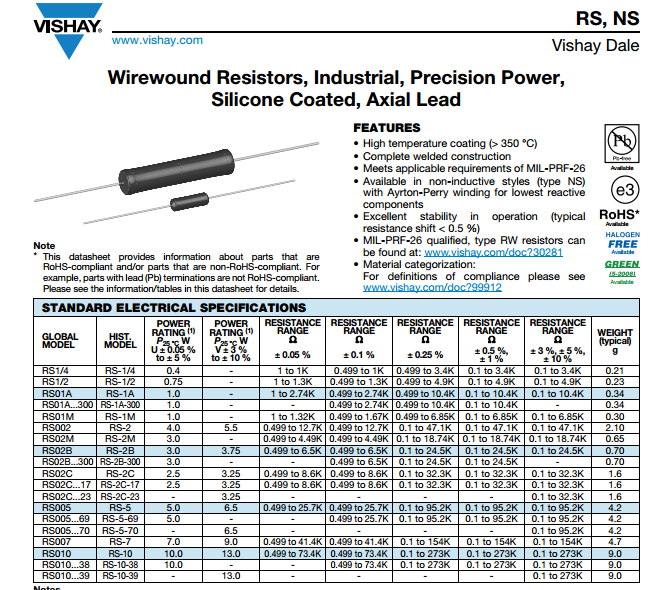 VISHAY®
www.vishay.com
RS, NS
Vishay Dale
Wirewound Resistors, Industrial, Precision Power,
Silicone Coated, Axial Lead
FEATURES
• High temperature coating (> 350 °C)
• Complete welded construction
• Meets applicable requirements of MIL-PRF-26
• Available in non-inductive styles (type NS)
with Ayrton-Perry winding for lowest reactive
components
• Excellent stability in operation (typical
resistance shift < 0.5 %)
• MIL-PRF-26 qualified, type RW resistors can
be found at: www.vishay.com/doc?30281
• Material categorization:
For definitions of compliance please see
www.vishay.com/doc?99912
Pb
Pb-free
Available
e3
RoHS*
Available
HALOGEN
FREE
Available
GREEN
(5-2008)
Available
Note
* This datasheet provides information about parts that are
RoHS-compliant and/or parts that are non-RoHS-compliant. For
example, parts with lead (Pb) terminations are not RoHS-compliant.
Please see the information/tables in this datasheet for details.
STANDARD ELECTRICAL SPECIFICATIONS
GLOBAL MODEL HIST. MODEL POWER RATING (1) P25 °C W U ± 0.05 % to ± 5 % POWER RATING (1) P25 °C W V ± 3 % to ± 10 % RESISTANCE RANGE Ω ± 0.05 % RESISTANCE RANGE Ω ± 0.1 % RESISTANCE RANGE Ω ± 0.25 % RESISTANCE RANGE Ω ± 0.5 %, ± 1 % RESISTANCE RANGE Ω ± 3 %, ± 5 %, ± 10 % WEIGHT (typical) g
RS1/4 RS-1/4 0.4 - 1 to 1K 0.499 to 1K 0.499 to 3.4K 0.1 to 3.4K 0.1 to 3.4K 0.21
RS1/2 RS-1/2 0.75 - 1 to 1.3K 0.499 to 1.3K 0.499 to 4.9K 0.1 to 4.9K 0.1 to 4.9K 0.23
RS01A RS-1A 1.0 - 1 to 2.74K 0.499 to 2.74K 0.499 to 10.4K 0.1 to 10.4K 0.1 to 10.4K 0.34
RS01A...300 RS-1A-300 1.0 - - 0.499 to 2.74K 0.499 to 10.4K 0.1 to 10.4K - 0.34
RS01M RS-1M 1.0 - 1 to 1.32K 0.499 to 1.67K 0.499 to 6.85K 0.1 to 6.85K 0.1 to 6.85K 0.30
RS002 RS-2 4.0 5.5 0.499 to 12.7K 0.499 to 12.7K 0.1 to 47.1K 0.1 to 47.1K 0.1 to 47.1K 2.10
RS02M RS-2M 3.0 - 0.499 to 4.49K 0.499 to 4.49K 0.1 to 18.74K 0.1 to 18.74K 0.1 to 18.74K 0.65
RS02B RS-2B 3.0 3.75 0.499 to 6.5K 0.499 to 6.5K 0.1 to 24.5K 0.1 to 24.5K 0.1 to 24.5K 0.70
RS02B...300 RS-2B-300 3.0 - - 0.499 to 6.5K 0.1 to 24.5K 0.1 to 24.5K - 0.70
RS02C RS-2C 2.5 3.25 0.499 to 8.6K 0.499 to 8.6K 0.1 to 32.3K 0.1 to 32.3K 0.1 to 32.3K 1.6
RS02C...17 RS-2C-17 2.5 3.25 0.499 to 8.6K 0.499 to 8.6K 0.1 to 32.3K 0.1 to 32.3K 0.1 to 32.3K 1.6
RS02C...23 RS-2C-23 - 3.25 - - - - 0.1 to 32.3K 1.6
RS005 RS-5 5.0 6.5 0.499 to 25.7K 0.499 to 25.7K 0.1 to 95.2K 0.1 to 95.2K 0.1 to 95.2K 4.2
RS005...69 RS-5-69 5.0 - - 0.499 to 25.7K 0.1 to 95.2K 0.1 to 95.2K 0.1 to 95.2K 4.2
RS005...70 RS-5-70 - 6.5 - - - - 0.1 to 95.2K 4.2
RS007 RS-7 7.0 9.0 0.499 to 41.4K 0.499 to 41.4K 0.1 to 154K 0.1 to 154K 0.1 to 154K 4.7
RS010 RS-10 10.0 13.0 0.499 to 73.4K 0.499 to 73.4K 0.1 to 273K 0.1 to 273K 0.1 to 273K 9.0
RS010...38 RS-10-38 10.0 - - 0.499 to 73.4K 0.1 to 273K 0.1 to 273K 0.1 to 273K 9.0
RS010...39 RS-10-39 - 13.0 - - - - 0.1 to 273K 9.0